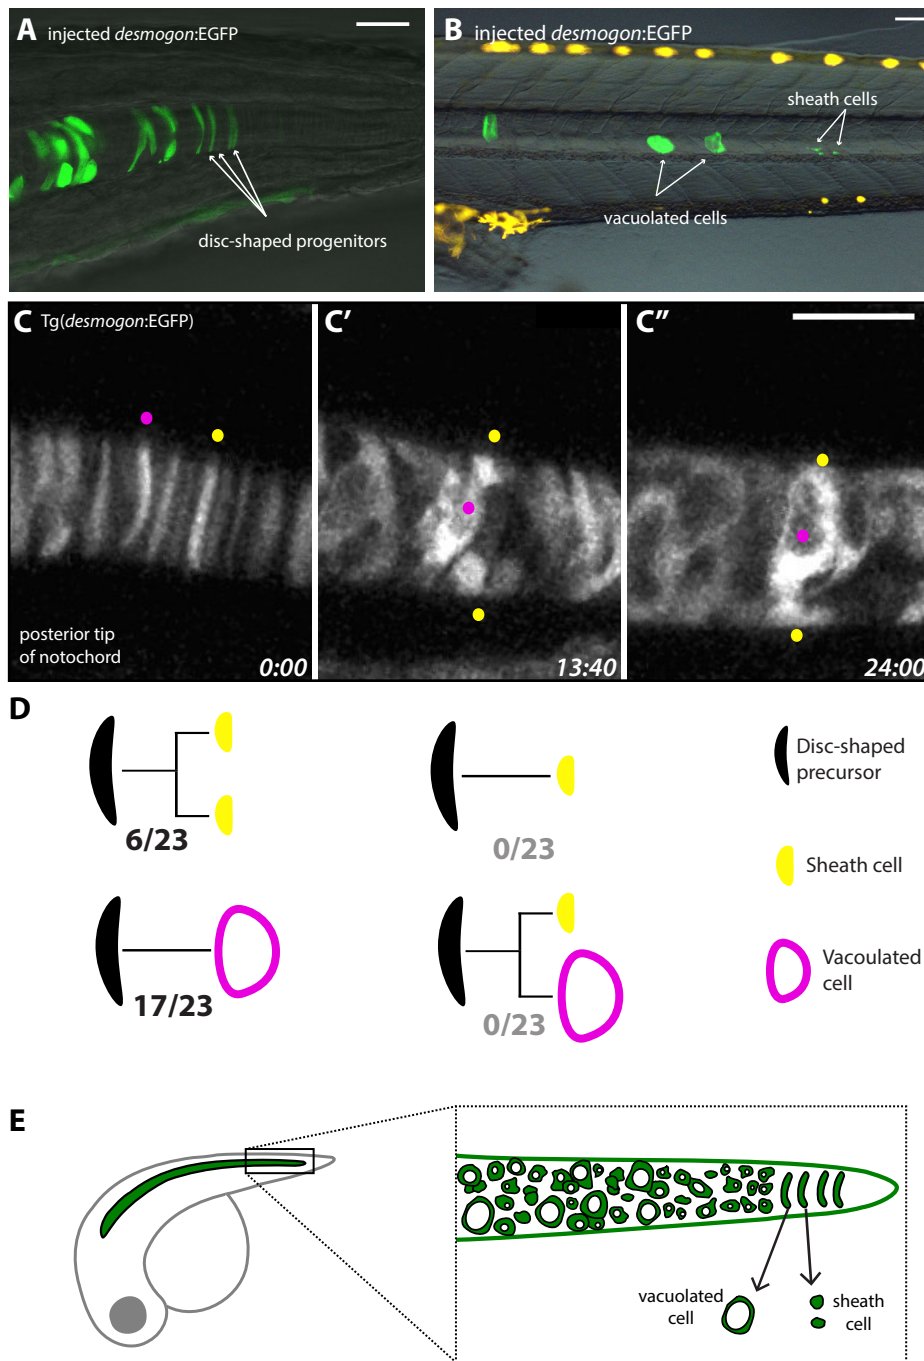 A injected desmogon:EGFP
disc-shaped progenitors
B injected desmogon:EGFP
sheath cells
vacuolated cells
C Tg(desmogon:EGFP)
posterior tip
of notochord
0:00
C'
13:40
C''
24:00
D
6/23
0/23
17/23
0/23
Disc-shaped
precursor
Sheath cell
Vacoulated
cell
E
vacuolated
cell
sheath
cell